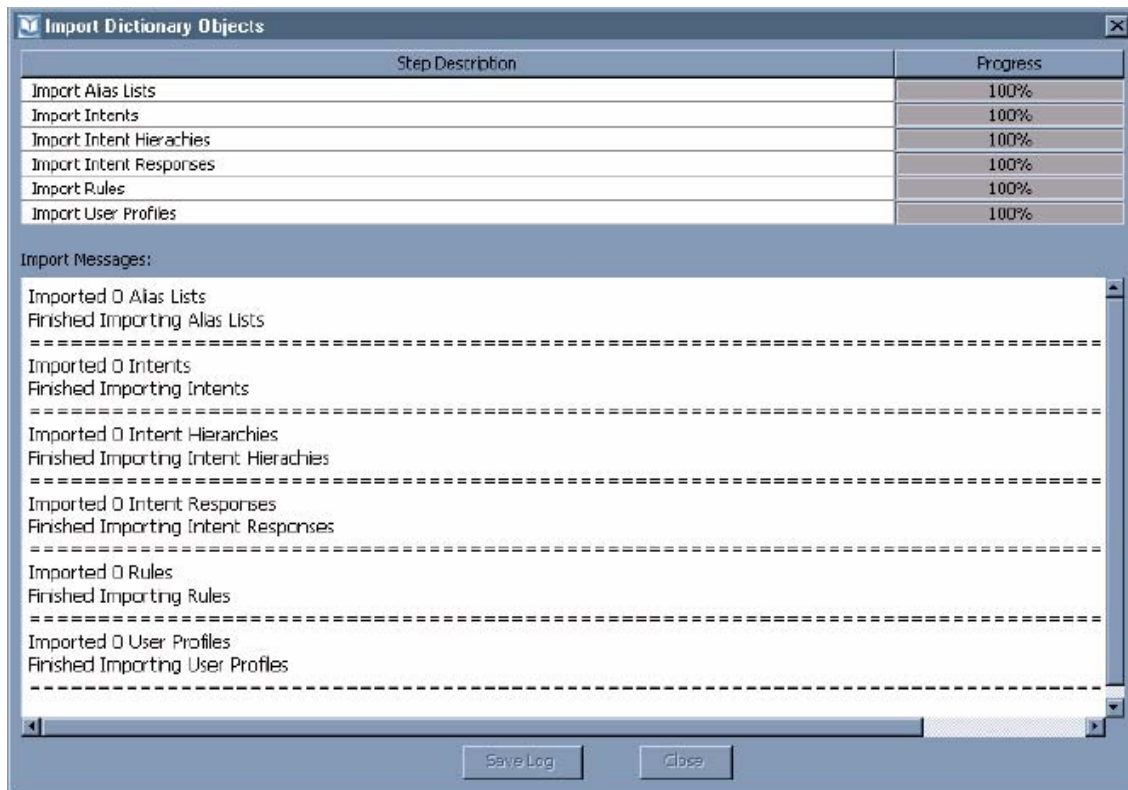 Import Dictionary Objects
Step Description Progress
Import Alias Lists 100%
Import Intents 100%
Import Intent Hierachies 100%
Import Intent Responses 100%
Import Rules 100%
Import User Profiles 100%
Import Messages:
Imported 0 Alias Lists
Finished Importing Alias Lists
==============================================================================
Imported 0 Intents
Finished Importing Intents
==============================================================================
Imported 0 Intent Hierarchies
Finished Importing Intent Hierachies
==============================================================================
Imported 0 Intent Responses
Finished Importing Intent Responses
==============================================================================
Imported 0 Rules
Finished Importing Rules
==============================================================================
Imported 0 User Profiles
Finished Importing User Profiles
------------------------------------------------------------------------------
Save Log Close